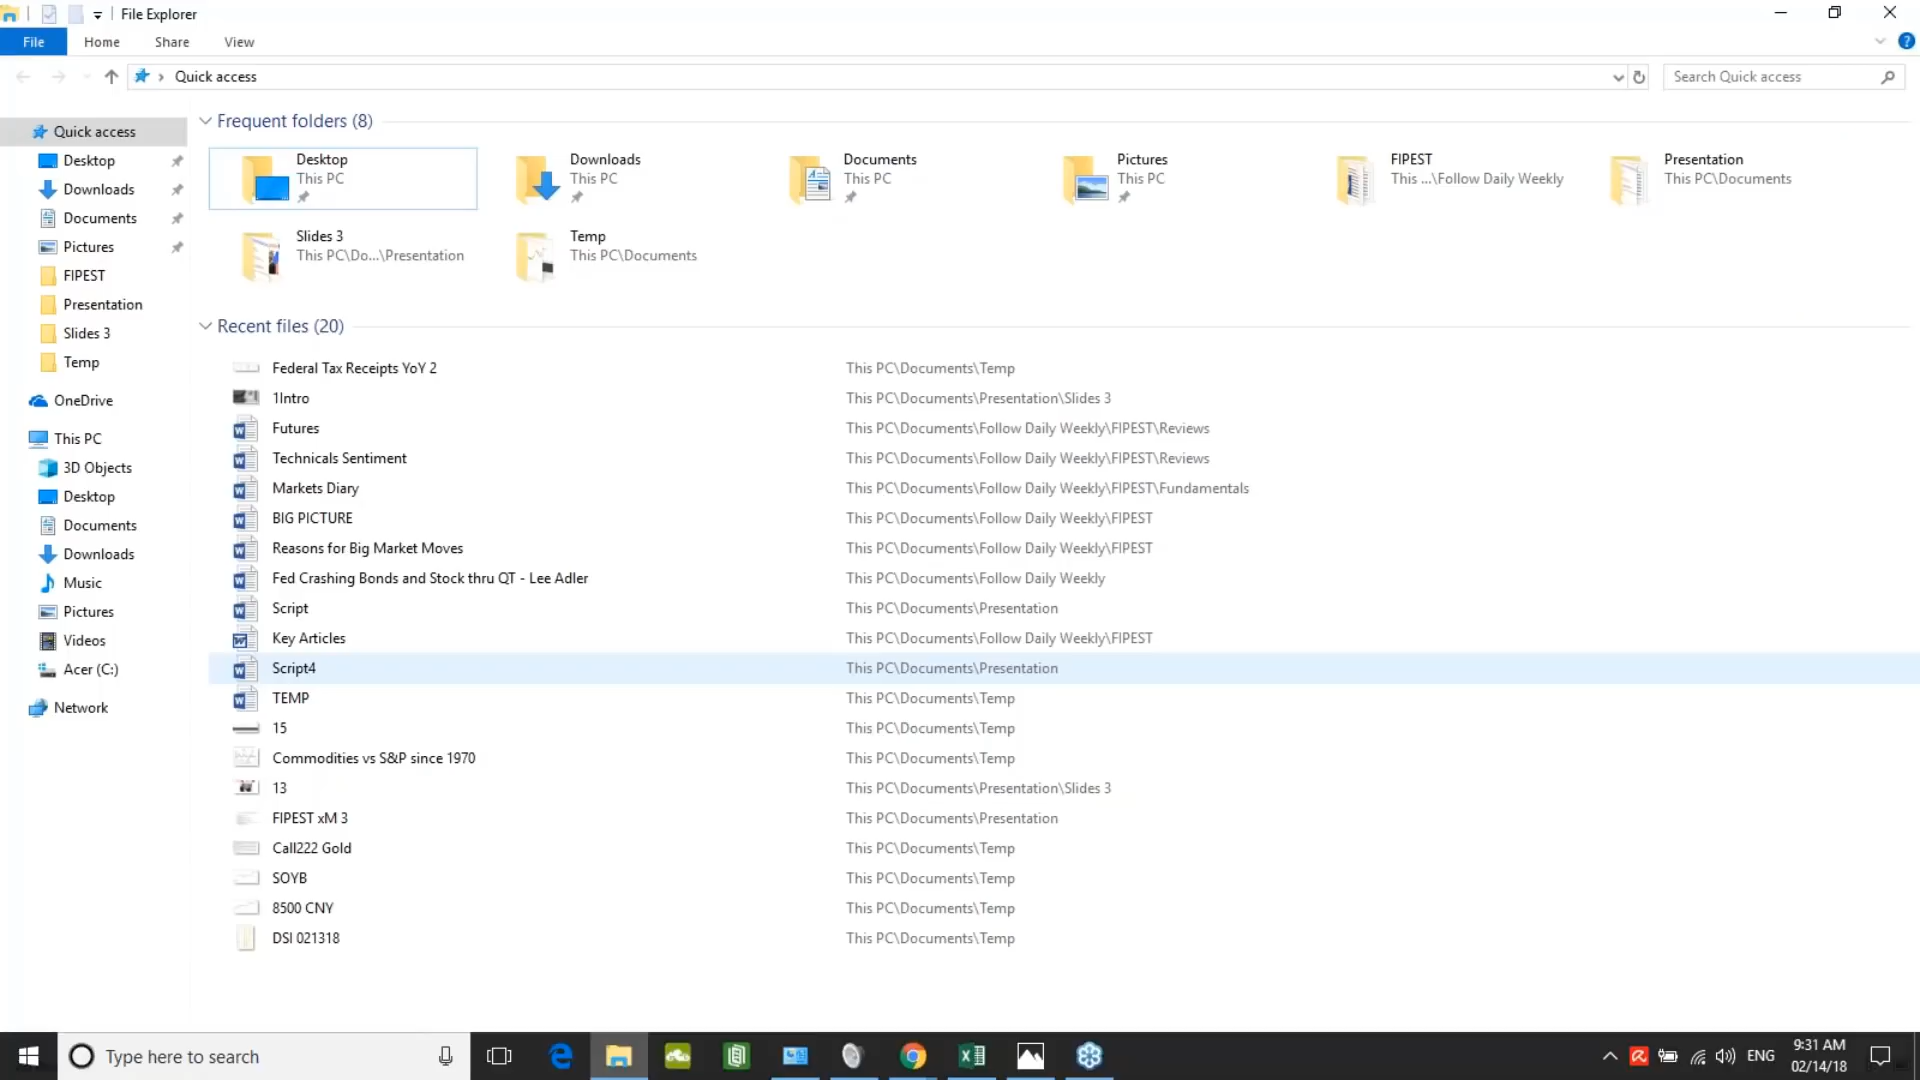 File Explorer
File Home Share View
Quick access
Search Quick access
Quick access
Desktop
Downloads
Documents
Pictures
FIPEST
Presentation
Slides 3
Temp
OneDrive
This PC
3D Objects
Desktop
Documents
Downloads
Music
Pictures
Videos
Acer (C:)
Network
Frequent folders (8)
Desktop
This PC
Downloads
This PC
Documents
This PC
Pictures
This PC
FIPEST
This ...\Follow Daily Weekly
Presentation
This PC\Documents
Slides 3
This PC\Do...\Presentation
Temp
This PC\Documents
Recent files (20)
Federal Tax Receipts YoY 2 This PC\Documents\Temp
1Intro This PC\Documents\Presentation\Slides 3
Futures This PC\Documents\Follow Daily Weekly\FIPEST\Reviews
Technicals Sentiment This PC\Documents\Follow Daily Weekly\FIPEST\Reviews
Markets Diary This PC\Documents\Follow Daily Weekly\FIPEST\Fundamentals
BIG PICTURE This PC\Documents\Follow Daily Weekly\FIPEST
Reasons for Big Market Moves This PC\Documents\Follow Daily Weekly\FIPEST
Fed Crashing Bonds and Stock thru QT - Lee Adler This PC\Documents\Follow Daily Weekly
Script This PC\Documents\Presentation
Key Articles This PC\Documents\Follow Daily Weekly\FIPEST
Script4 This PC\Documents\Presentation
TEMP This PC\Documents\Temp
15 This PC\Documents\Temp
Commodities vs S&P since 1970 This PC\Documents\Temp
13 This PC\Documents\Presentation\Slides 3
FIPEST xM 3 This PC\Documents\Presentation
Call222 Gold This PC\Documents\Temp
SOYB This PC\Documents\Temp
8500 CNY This PC\Documents\Temp
DSI 021318 This PC\Documents\Temp
Type here to search
ENG
9:31 AM
02/14/18